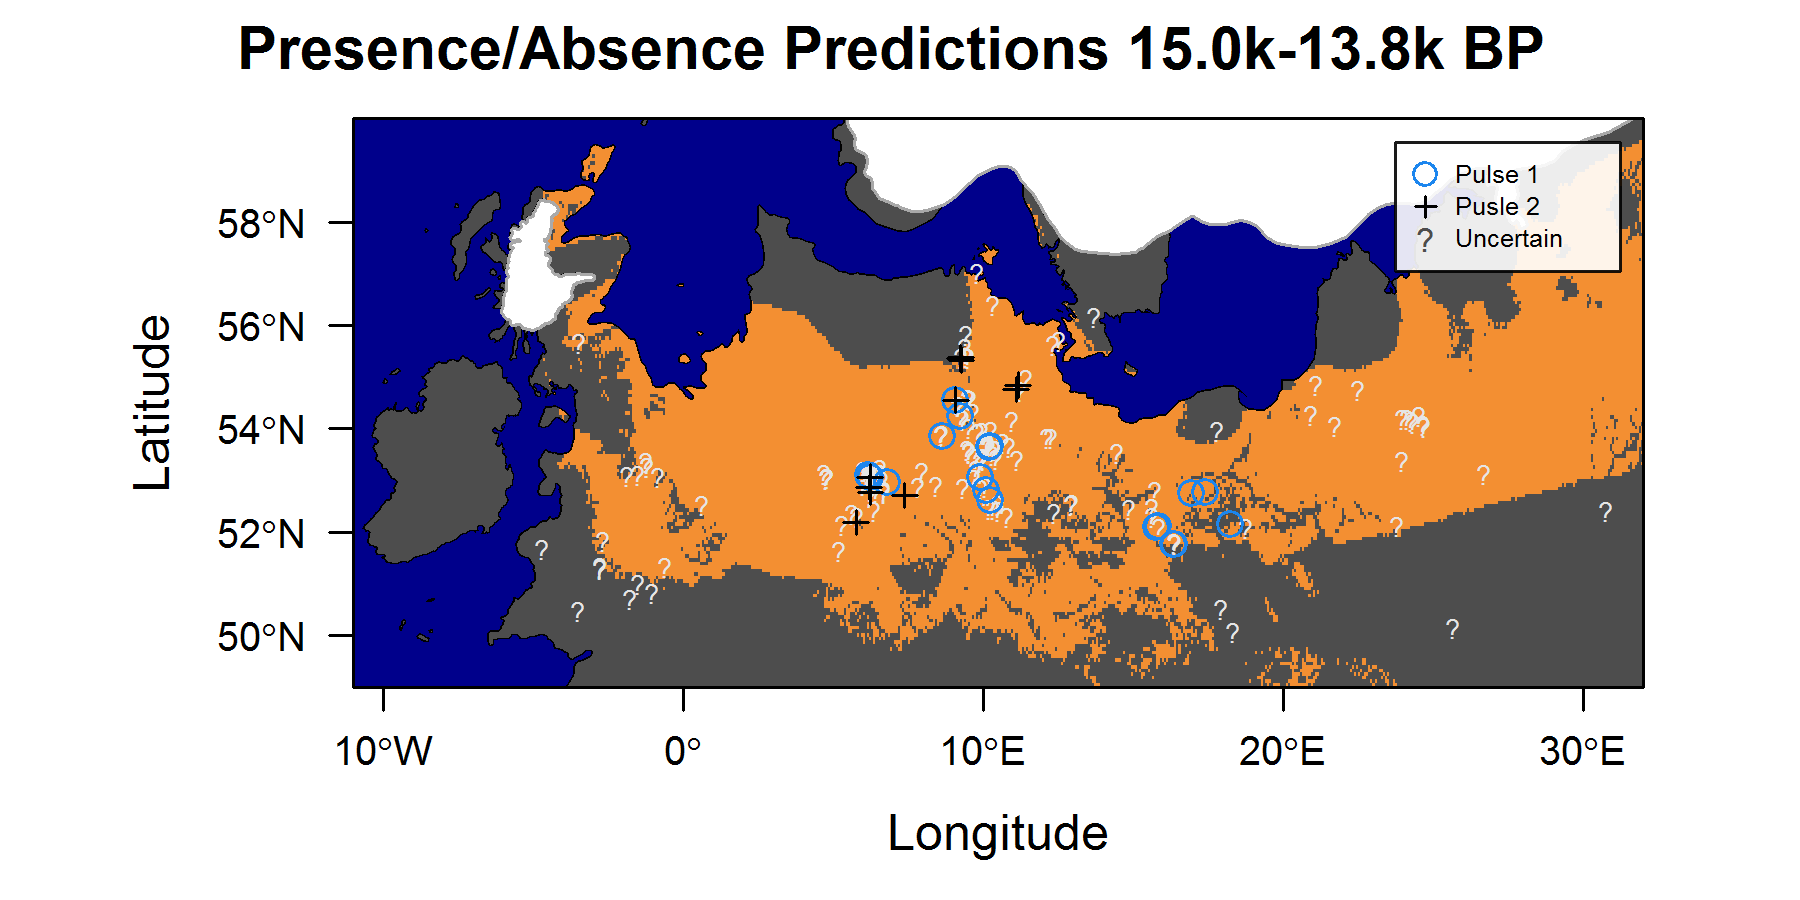 Presence/Absence Predictions 15.0k-13.8k BP
Pulse 1
Pusle 2
? Uncertain
58°N
56°N
54°N
52°N
50°N
Latitude
10°W 0° 10°E 20°E 30°E
Longitude